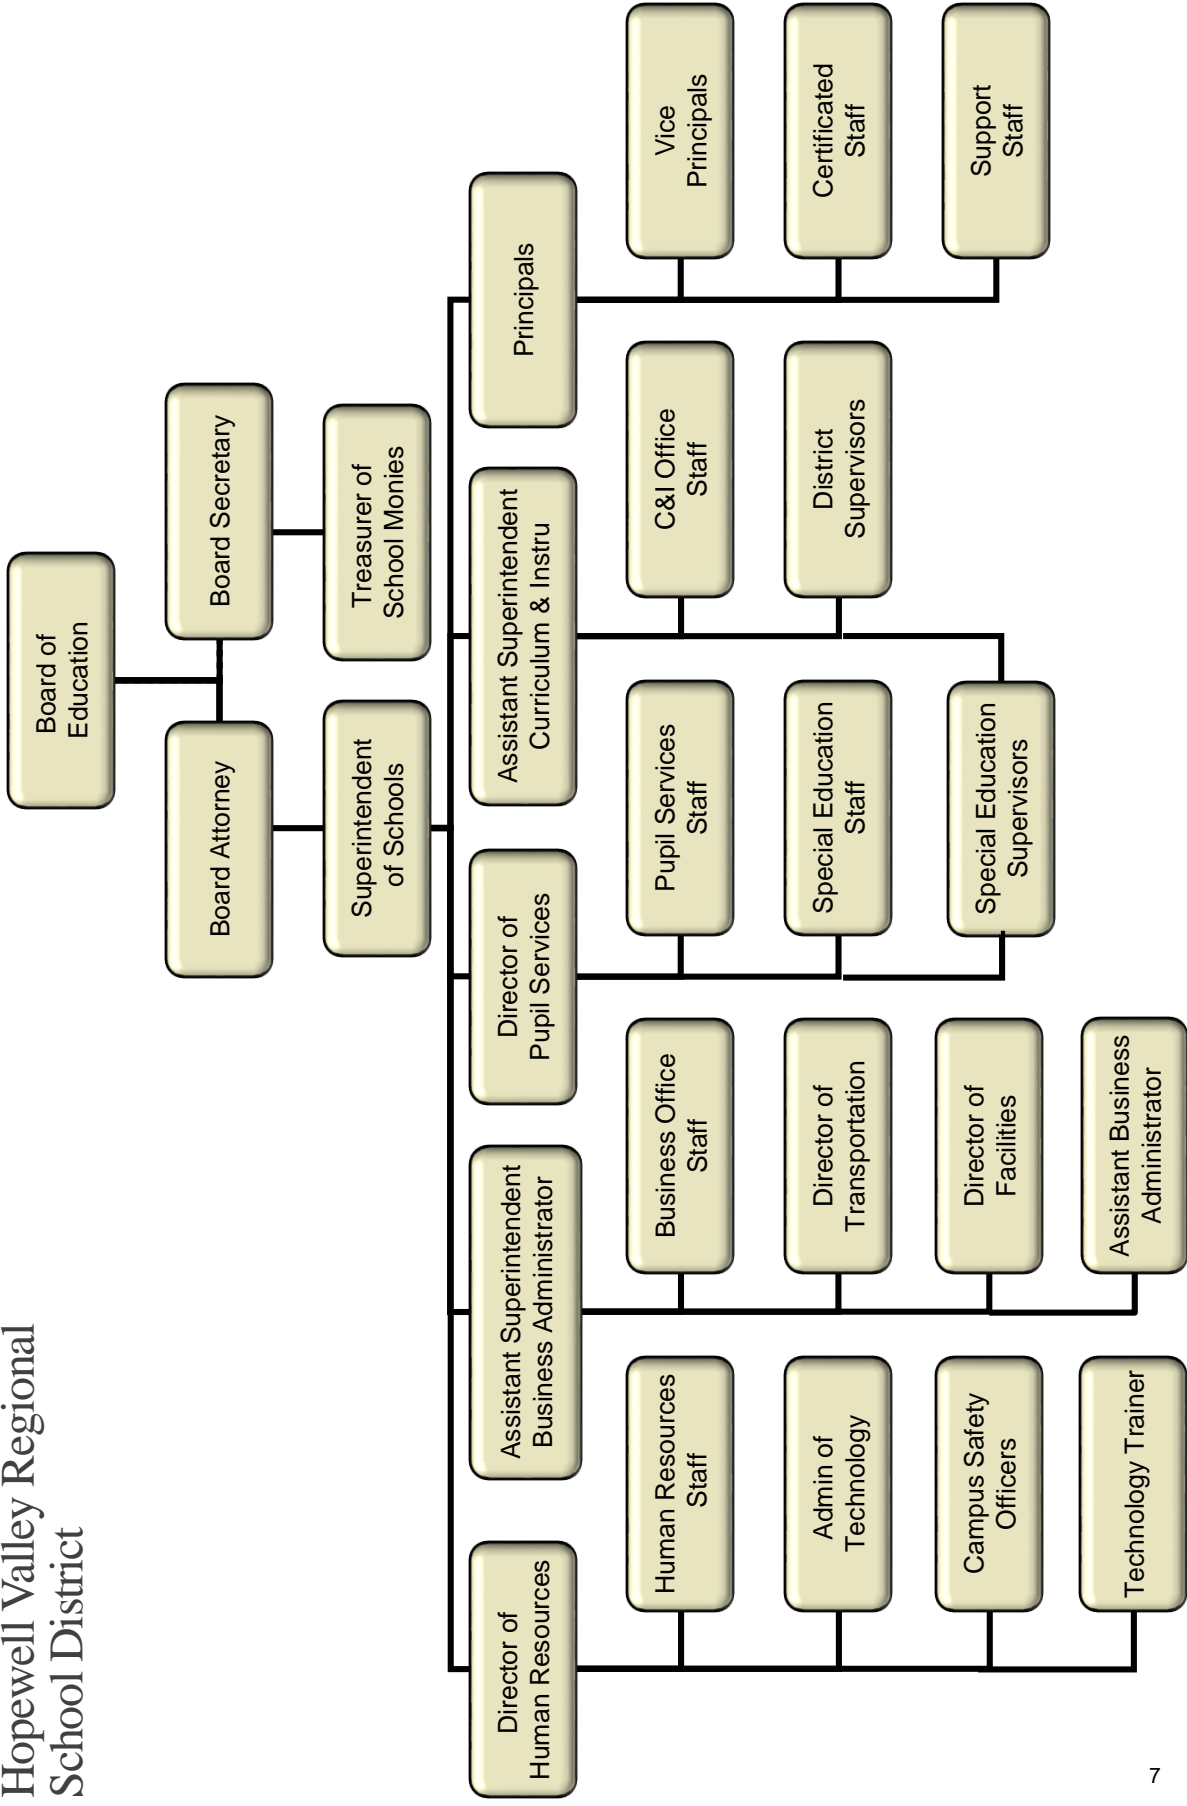 Hopewell Valley Regional
School District
Board of
Education
Board Attorney
Board Secretary
Superintendent
of Schools
Treasurer of
School Monies
Director of
Human Resources
Assistant Superintendent
Business Administrator
Director of
Pupil Services
Assistant Superintendent
Curriculum & Instru
Principals
Human Resources
Staff
Business Office
Staff
Pupil Services
Staff
C&I Office
Staff
Vice
Principals
Admin of
Technology
Director of
Transportation
Special Education
Staff
District
Supervisors
Certificated
Staff
Campus Safety
Officers
Director of
Facilities
Special Education
Supervisors
Support
Staff
Technology Trainer
Assistant Business
Administrator
7